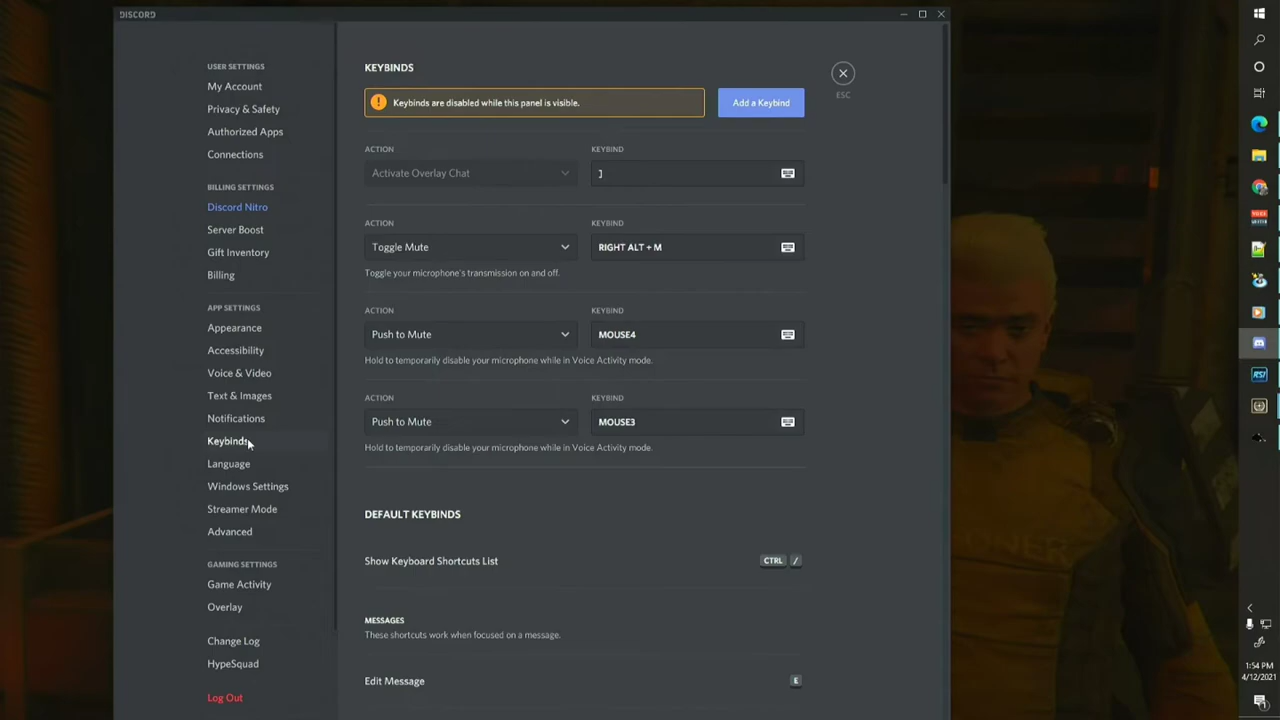 DISCORD
USER SETTINGS
My Account
Privacy & Safety
Authorized Apps
Connections
BILLING SETTINGS
Discord Nitro
Server Boost
Gift Inventory
Billing
APP SETTINGS
Appearance
Accessibility
Voice & Video
Text & Images
Notifications
Keybinds
Language
Windows Settings
Streamer Mode
Advanced
GAMING SETTINGS
Game Activity
Overlay
Change Log
HypeSquad
Log Out
KEYBINDS
Keybinds are disabled while this panel is visible.
Add a Keybind
ESC
ACTION KEYBIND
Activate Overlay Chat ]
ACTION KEYBIND
Toggle Mute RIGHT ALT + M
Toggle your microphone's transmission on and off.
ACTION KEYBIND
Push to Mute MOUSE4
Hold to temporarily disable your microphone while in Voice Activity mode.
ACTION KEYBIND
Push to Mute MOUSE3
Hold to temporarily disable your microphone while in Voice Activity mode.
DEFAULT KEYBINDS
Show Keyboard Shortcuts List CTRL /
MESSAGES
These shortcuts work when focused on a message.
Edit Message E
RSI
1:54 PM
4/12/2021